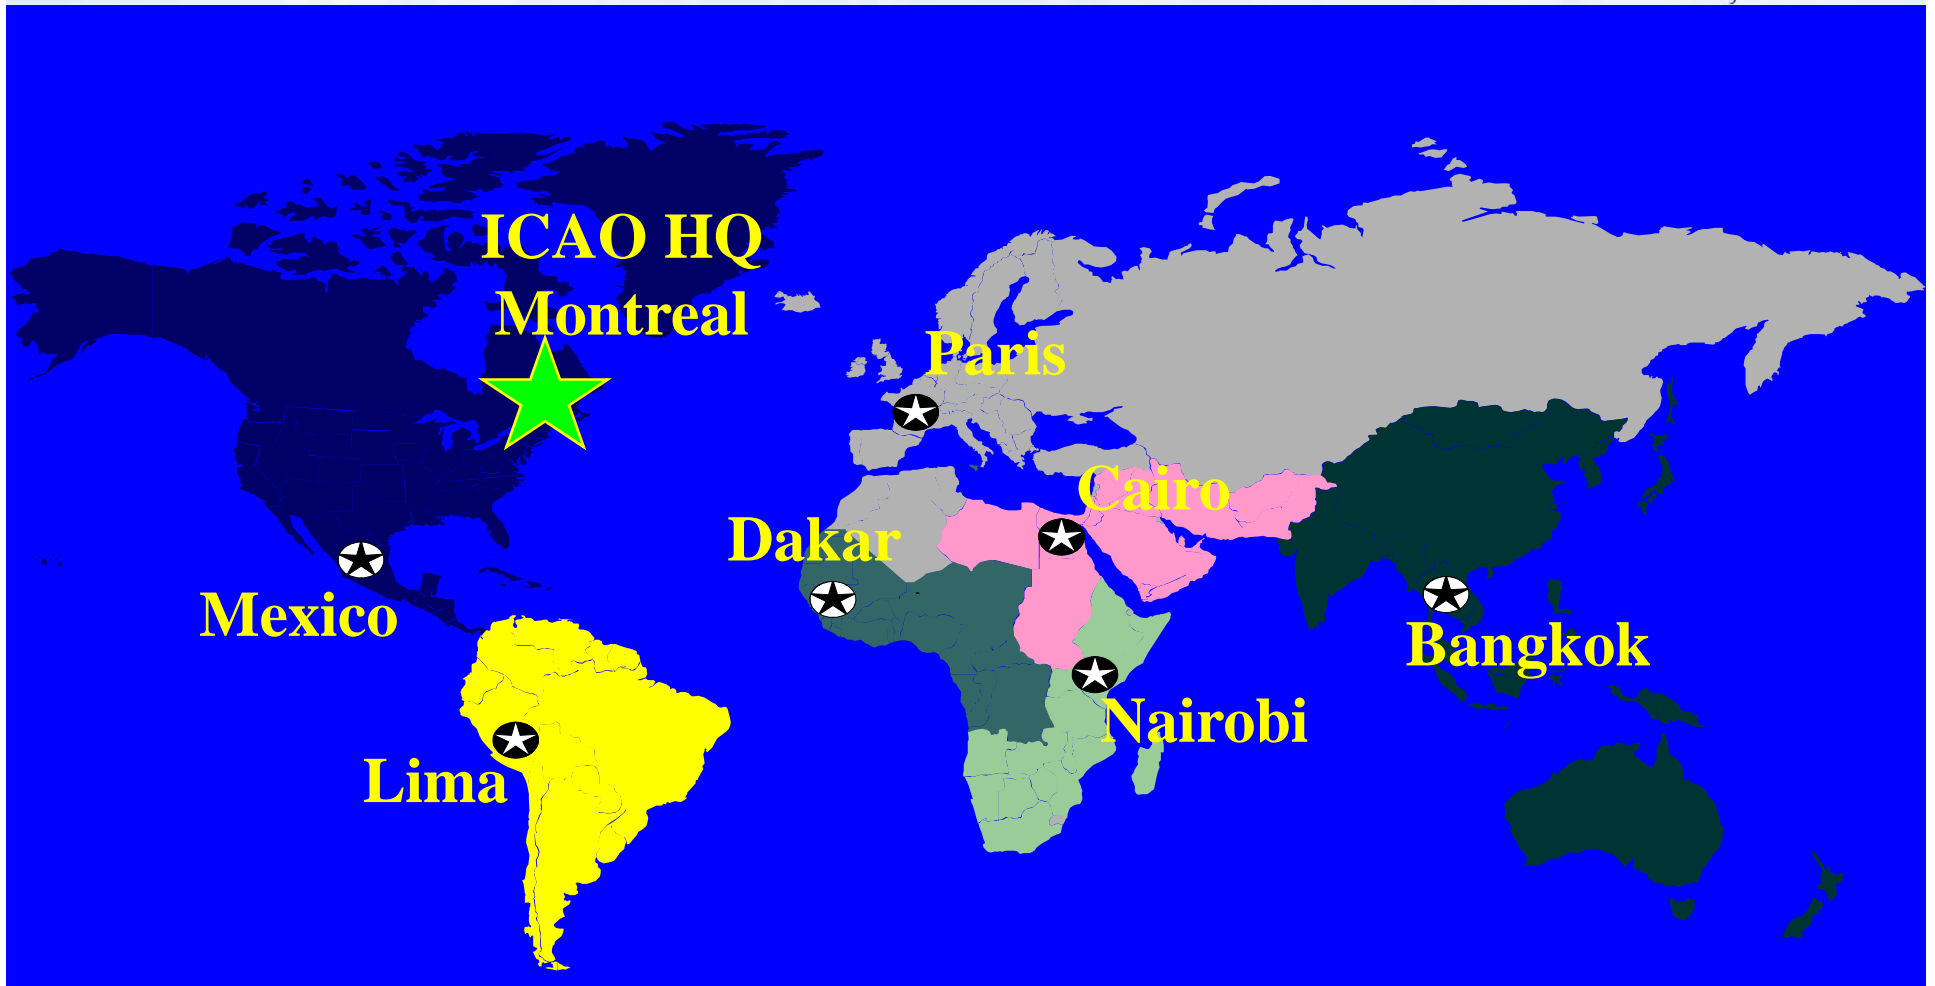 ICAO HQ
Montreal
Paris
Cairo
Dakar
Mexico
Bangkok
Nairobi
Lima